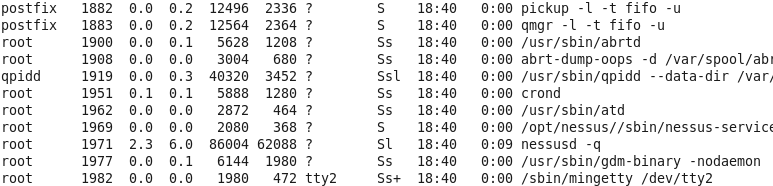 postfix 1882 0.0 0.2 12496 2336 ? S 18:40 0:00 pickup -l -t fifo -u
postfix 1883 0.0 0.2 12564 2364 ? S 18:40 0:00 qmgr -l -t fifo -u
root 1900 0.0 0.1 5628 1208 ? Ss 18:40 0:00 /usr/sbin/abrtd
root 1908 0.0 0.0 3004 680 ? Ss 18:40 0:00 abrt-dump-oops -d /var/spool/abr
qpidd 1919 0.0 0.3 40320 3452 ? Ssl 18:40 0:00 /usr/sbin/qpidd --data-dir /var/
root 1951 0.1 0.1 5888 1280 ? Ss 18:40 0:00 crond
root 1962 0.0 0.0 2872 464 ? Ss 18:40 0:00 /usr/sbin/atd
root 1969 0.0 0.0 2080 368 ? S 18:40 0:00 /opt/nessus//sbin/nessus-service
root 1971 2.3 6.0 86004 62088 ? Sl 18:40 0:09 nessusd -q
root 1977 0.0 0.1 6144 1980 ? Ss 18:40 0:00 /usr/sbin/gdm-binary -nodaemon
root 1982 0.0 0.0 1980 472 tty2 Ss+ 18:40 0:00 /sbin/mingetty /dev/tty2